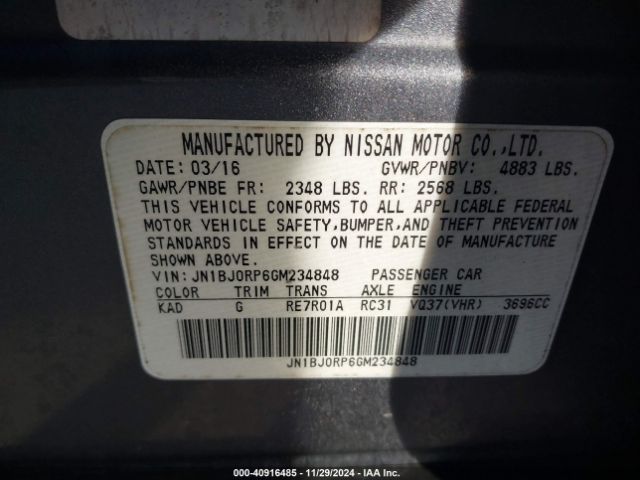 MANUFACTURED BY NISSAN MOTOR CO.,LTD.
DATE: 03/16 GVWR/PNBV: 4883 LBS.
GAWR/PNBE FR: 2348 LBS. RR: 2568 LBS.
THIS VEHICLE CONFORMS TO ALL APPLICABLE FEDERAL
MOTOR VEHICLE SAFETY,BUMPER,AND THEFT PREVENTION
STANDARDS IN EFFECT ON THE DATE OF MANUFACTURE
SHOWN ABOVE.
VIN: JN1BJ0RP6GM234848 PASSENGER CAR
COLOR TRIM TRANS AXLE ENGINE
KAD G RE7R01A RC31 VQ37(VHR) 3696CC
JN1BJ0RP6GM234848
000-40916485 - 11/29/2024 - IAA Inc.